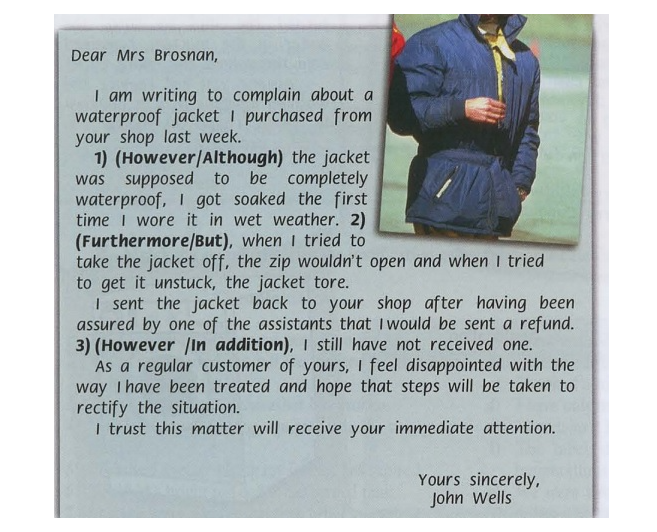 Dear Mrs Brosnan,
I am writing to complain about a
waterproof jacket I purchased from
your shop last week.
1) (However/Although) the jacket
was supposed to be completely
waterproof, I got soaked the first
time I wore it in wet weather. 2)
(Furthermore/But), when I tried to
take the jacket off, the zip wouldn't open and when I tried
to get it unstuck, the jacket tore.
I sent the jacket back to your shop after having been
assured by one of the assistants that I would be sent a refund.
3) (However /In addition), I still have not received one.
As a regular customer of yours, I feel disappointed with the
way I have been treated and hope that steps will be taken to
rectify the situation.
I trust this matter will receive your immediate attention.
Yours sincerely,
John Wells